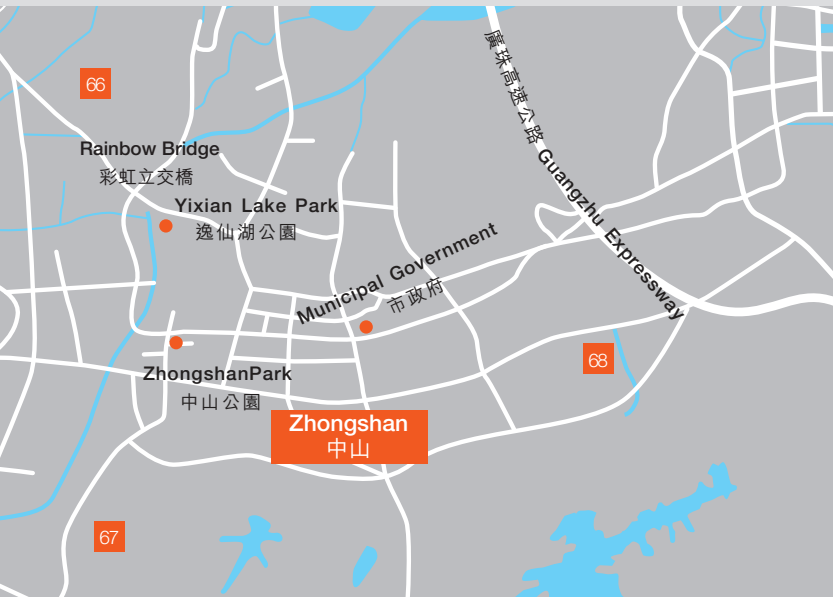 66
廣珠高速公路 Guangzhu Expressway
Rainbow Bridge
彩虹立交橋
Yixian Lake Park
逸仙湖公園
Municipal Government
市政府
68
ZhongshanPark
中山公園
Zhongshan
中山
67